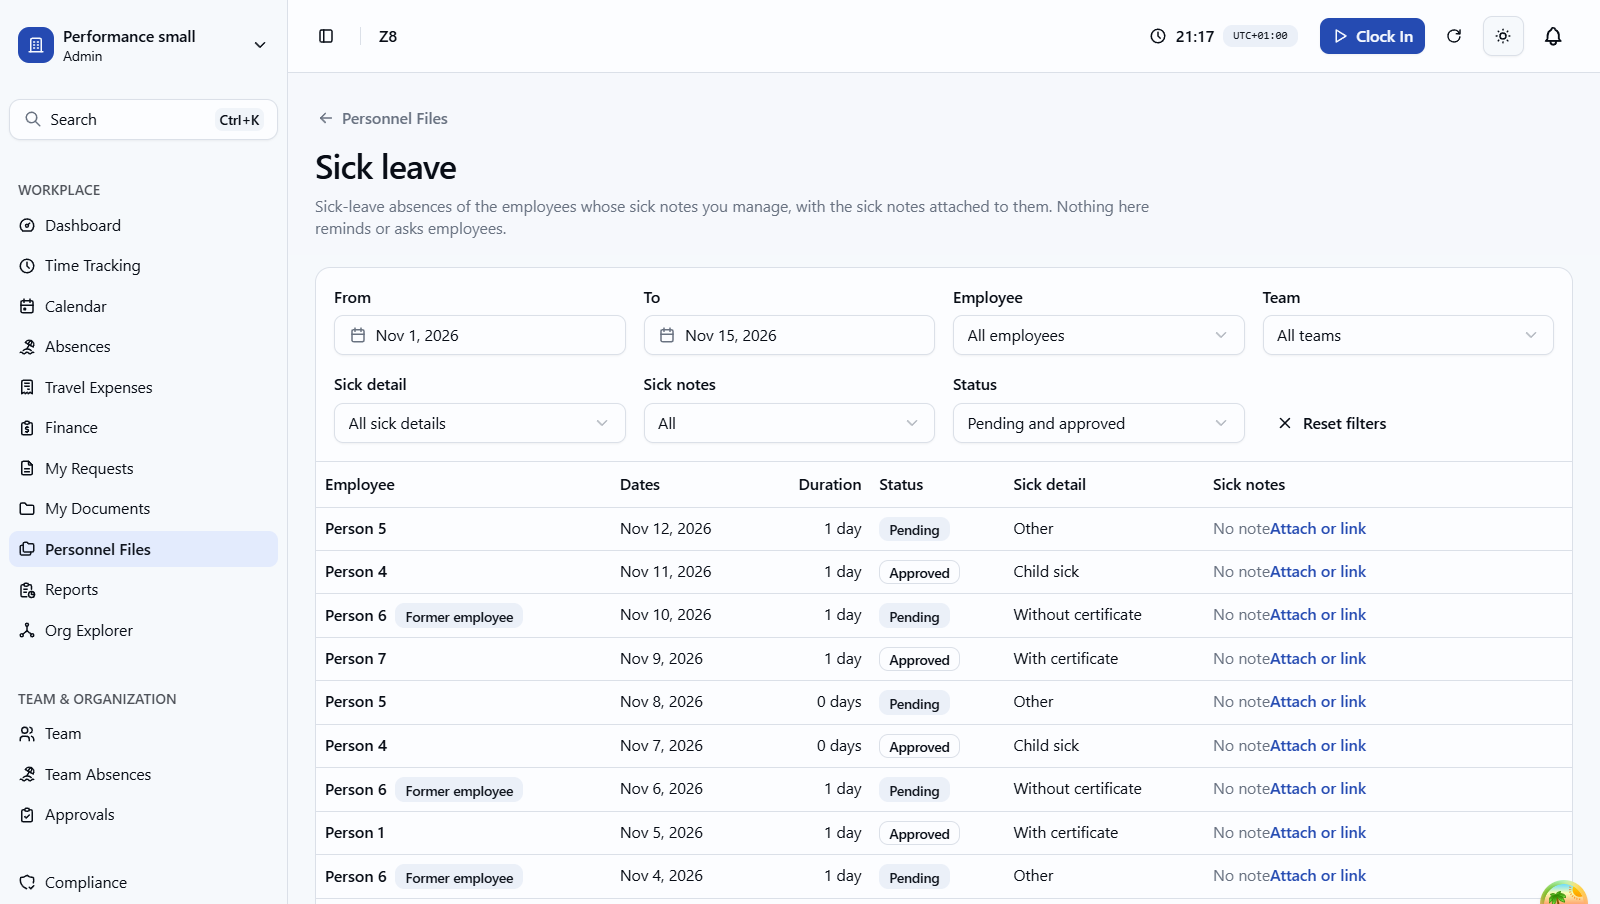 Performance small
Admin
Search
Ctrl+K
WORKPLACE
Dashboard
Time Tracking
Calendar
Absences
Travel Expenses
Finance
My Requests
My Documents
Personnel Files
Reports
Org Explorer
TEAM & ORGANIZATION
Team
Team Absences
Approvals
Compliance
Z8
21:17 UTC+01:00 Clock In
Personnel Files
Sick leave
Sick-leave absences of the employees whose sick notes you manage, with the sick notes attached to them. Nothing here
reminds or asks employees.
From To Employee Team
Nov 1, 2026 Nov 15, 2026 All employees All teams
Sick detail Sick notes Status
All sick details All Pending and approved Reset filters
Employee Dates Duration Status Sick detail Sick notes
Person 5 Nov 12, 2026 1 day Pending Other No noteAttach or link
Person 4 Nov 11, 2026 1 day Approved Child sick No noteAttach or link
Person 6 Former employee Nov 10, 2026 1 day Pending Without certificate No noteAttach or link
Person 7 Nov 9, 2026 1 day Approved With certificate No noteAttach or link
Person 5 Nov 8, 2026 0 days Pending Other No noteAttach or link
Person 4 Nov 7, 2026 0 days Approved Child sick No noteAttach or link
Person 6 Former employee Nov 6, 2026 1 day Pending Without certificate No noteAttach or link
Person 1 Nov 5, 2026 1 day Approved With certificate No noteAttach or link
Person 6 Former employee Nov 4, 2026 1 day Pending Other No noteAttach or link